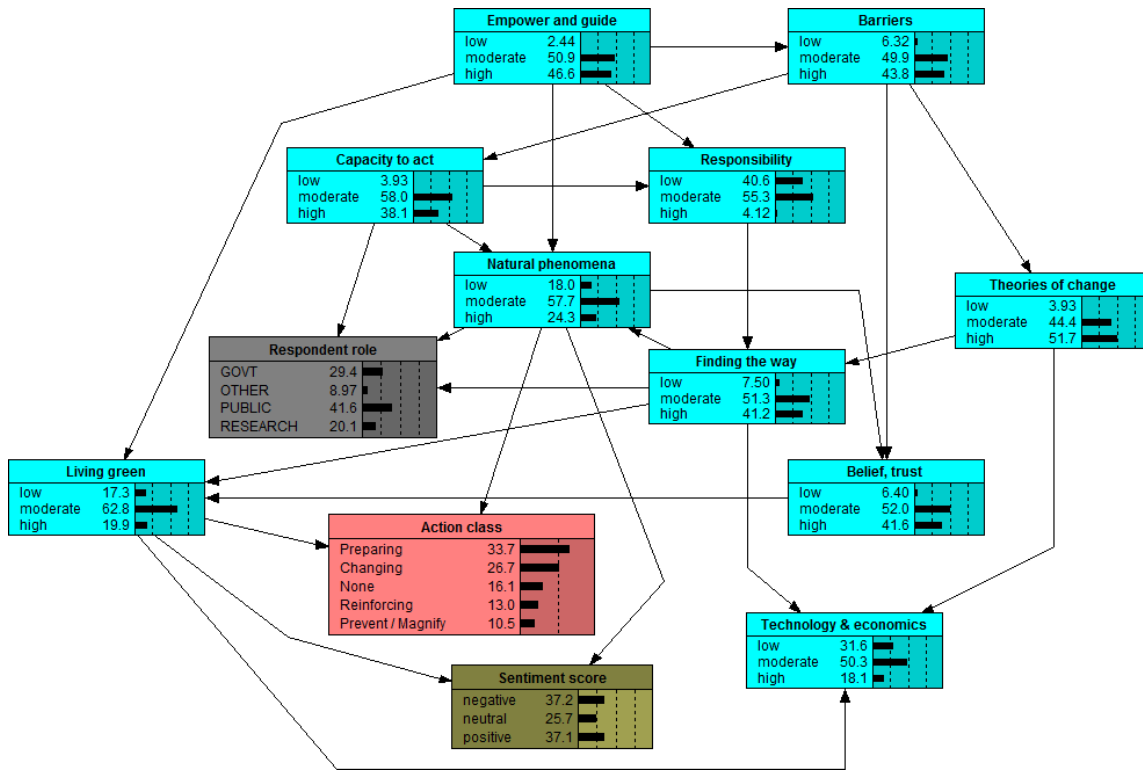 Empower and guide
low 2.44
moderate 50.9
high 46.6
Barriers
low 6.32
moderate 49.9
high 43.8
Capacity to act
low 3.93
moderate 58.0
high 38.1
Responsibility
low 40.6
moderate 55.3
high 4.12
Natural phenomena
low 18.0
moderate 57.7
high 24.3
Theories of change
low 3.93
moderate 44.4
high 51.7
Respondent role
GOVT 29.4
OTHER 8.97
PUBLIC 41.6
RESEARCH 20.1
Finding the way
low 7.50
moderate 51.3
high 41.2
Living green
low 17.3
moderate 62.8
high 19.9
Belief, trust
low 6.40
moderate 52.0
high 41.6
Action class
Preparing 33.7
Changing 26.7
None 16.1
Reinforcing 13.0
Prevent / Magnify 10.5
Technology & economics
low 31.6
moderate 50.3
high 18.1
Sentiment score
negative 37.2
neutral 25.7
positive 37.1